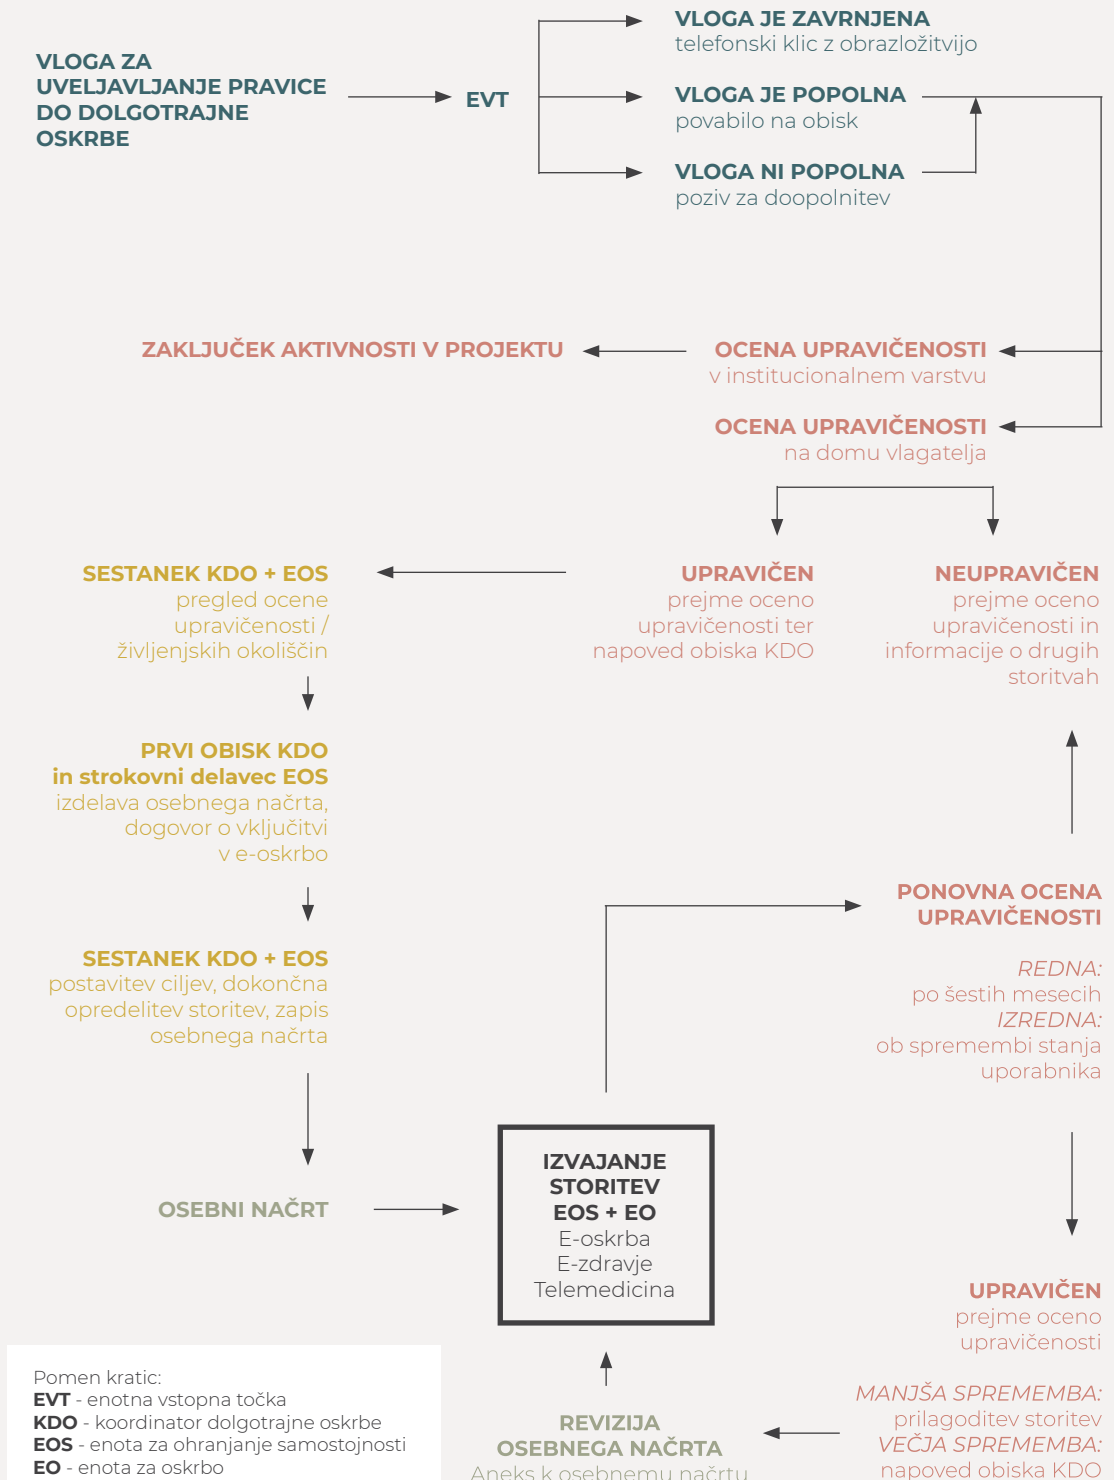 VLOGA ZA
UVELJAVLJANJE PRAVICE
DO DOLGOTRAJNE
OSKRBE
EVT
VLOGA JE ZAVRNJENA
telefonski klic z obrazložitvijo
VLOGA JE POPOLNA
povabilo na obisk
VLOGA NI POPOLNA
poziv za doopolnitev
ZAKLJUČEK AKTIVNOSTI V PROJEKTU
OCENA UPRAVIČENOSTI
v institucionalnem varstvu
OCENA UPRAVIČENOSTI
na domu vlagatelja
SESTANEK KDO + EOS
pregled ocene
upravičenosti /
življenjskih okoliščin
UPRAVIČEN
prejme oceno
upravičenosti ter
napoved obiska KDO
NEUPRAVIČEN
prejme oceno
upravičenosti in
informacije o drugih
storitvah
PRVI OBISK KDO
in strokovni delavec EOS
izdelava osebnega načrta,
dogovor o vključitvi
v e-oskrbo
SESTANEK KDO + EOS
postavitev ciljev, dokončna
opredelitev storitev, zapis
osebnega načrta
PONOVNA OCENA
UPRAVIČENOSTI
REDNA:
po šestih mesecih
IZREDNA:
ob spremembi stanja
uporabnika
OSEBNI NAČRT
IZVAJANJE
STORITEV
EOS + EO
E-oskrba
E-zdravje
Telemedicina
UPRAVIČEN
prejme oceno
upravičenosti
MANJŠA SPREMEMBA:
prilagoditev storitev
VEČJA SPREMEMBA:
napoved obiska KDO
REVIZIJA
OSEBNEGA NAČRTA
Aneks k osebnemu načrtu
Pomen kratic:
EVT - enotna vstopna točka
KDO - koordinator dolgotrajne oskrbe
EOS - enota za ohranjanje samostojnosti
EO - enota za oskrbo